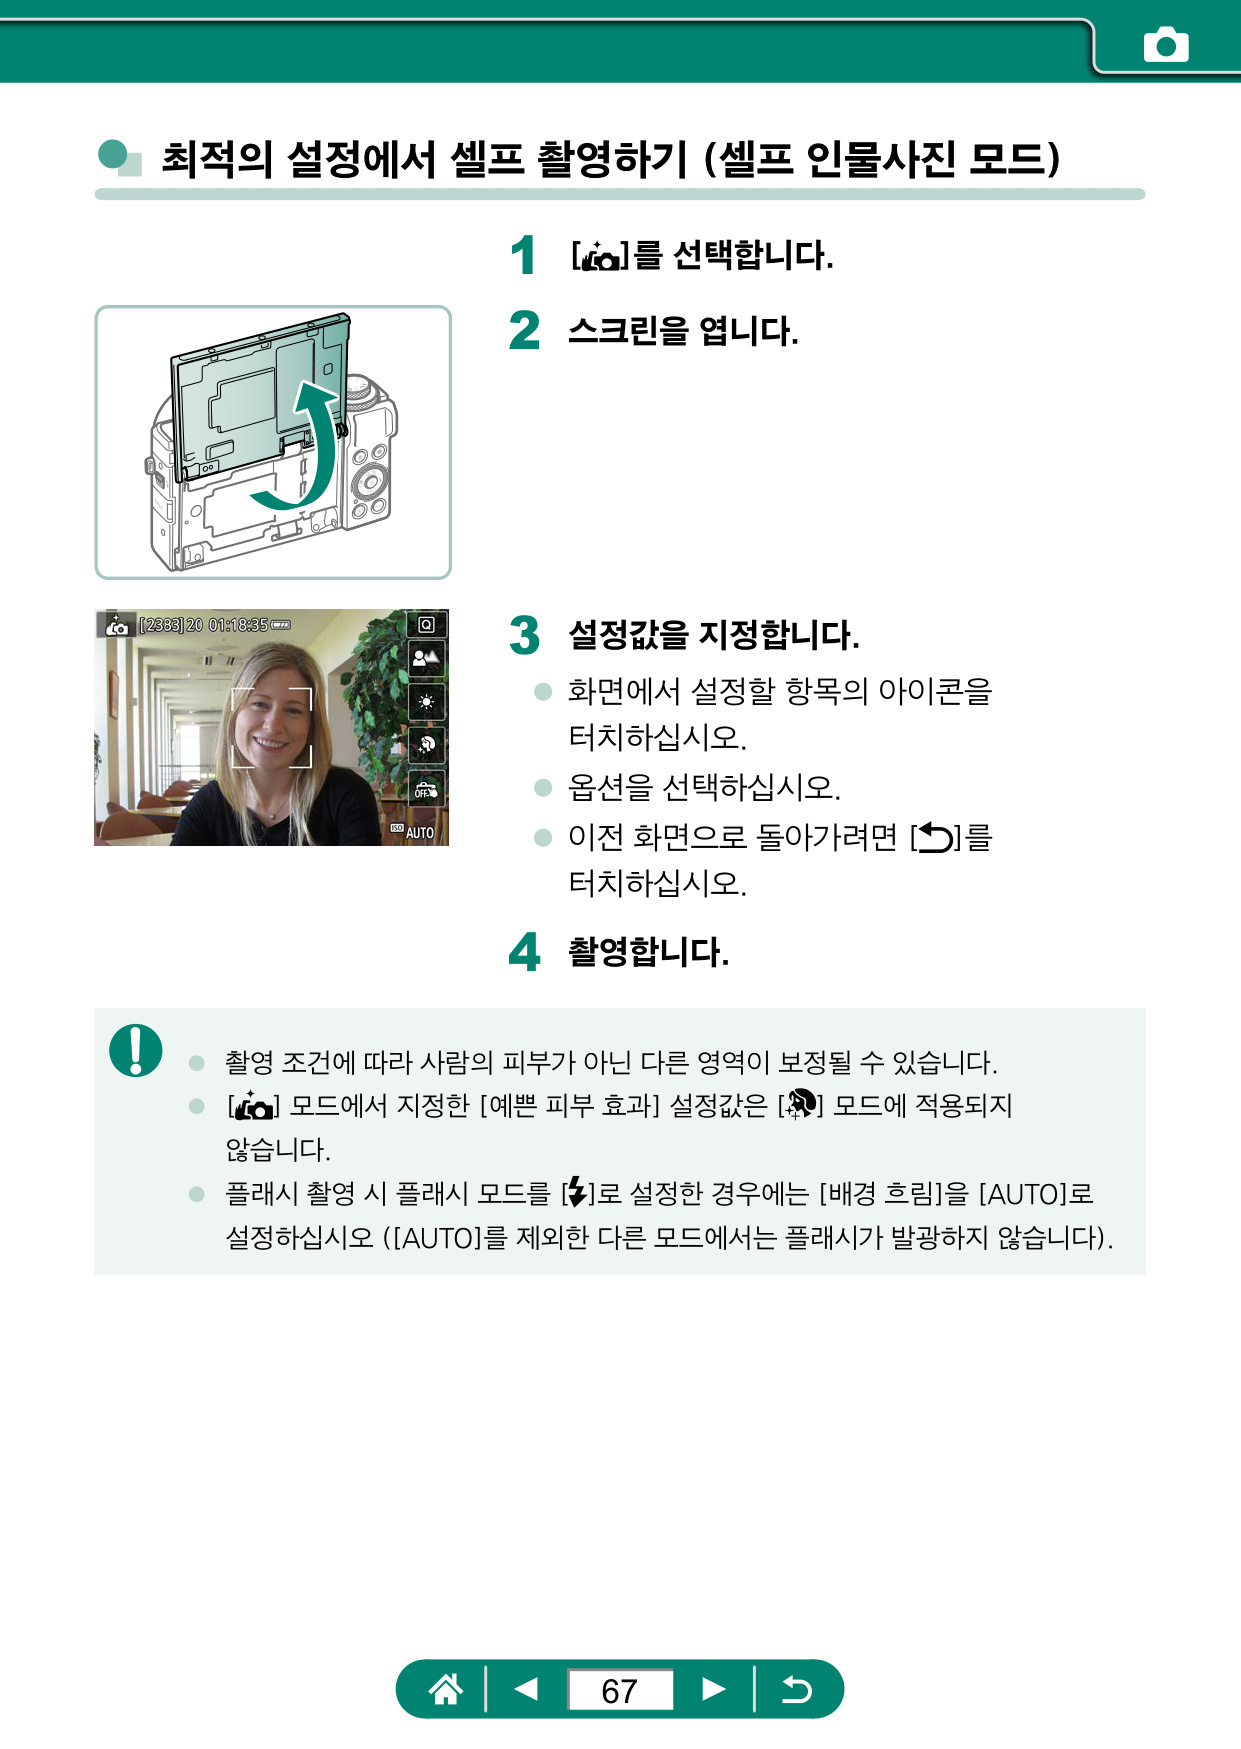 최적의 설정에서 셀프 촬영하기 (셀프 인물사진 모드)
1 []를 선택합니다.
2 스크린을 엽니다.
[2383] 20 01:18:35
Q
OFF
ISO AUTO
3 설정값을 지정합니다.
● 화면에서 설정할 항목의 아이콘을
터치하십시오.
● 옵션을 선택하십시오.
● 이전 화면으로 돌아가려면 []를
터치하십시오.
4 촬영합니다.
● 촬영 조건에 따라 사람의 피부가 아닌 다른 영역이 보정될 수 있습니다.
● [] 모드에서 지정한 [예쁜 피부 효과] 설정값은 [] 모드에 적용되지
않습니다.
● 플래시 촬영 시 플래시 모드를 []로 설정한 경우에는 [배경 흐림]을 [AUTO]로
설정하십시오 ([AUTO]를 제외한 다른 모드에서는 플래시가 발광하지 않습니다).
67